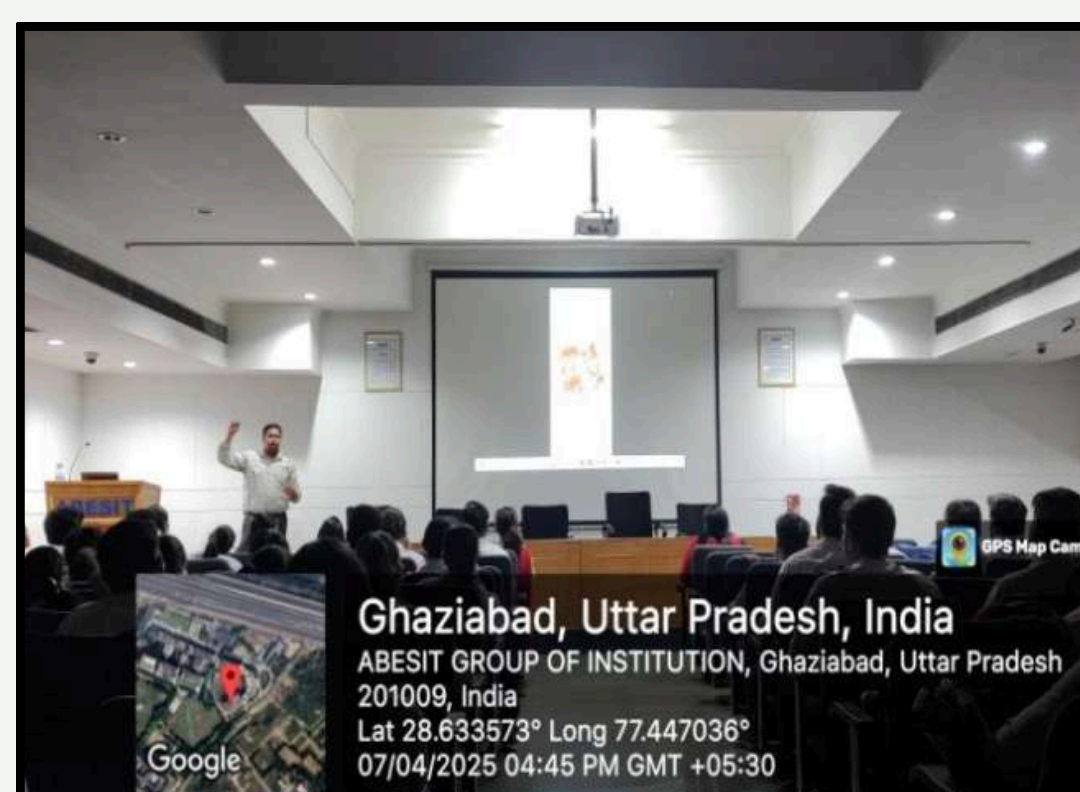 ABESIT
GPS Map Cam
Ghaziabad, Uttar Pradesh, India
ABESIT GROUP OF INSTITUTION, Ghaziabad, Uttar Pradesh
201009, India
Lat 28.633573° Long 77.447036°
07/04/2025 04:45 PM GMT +05:30
Google